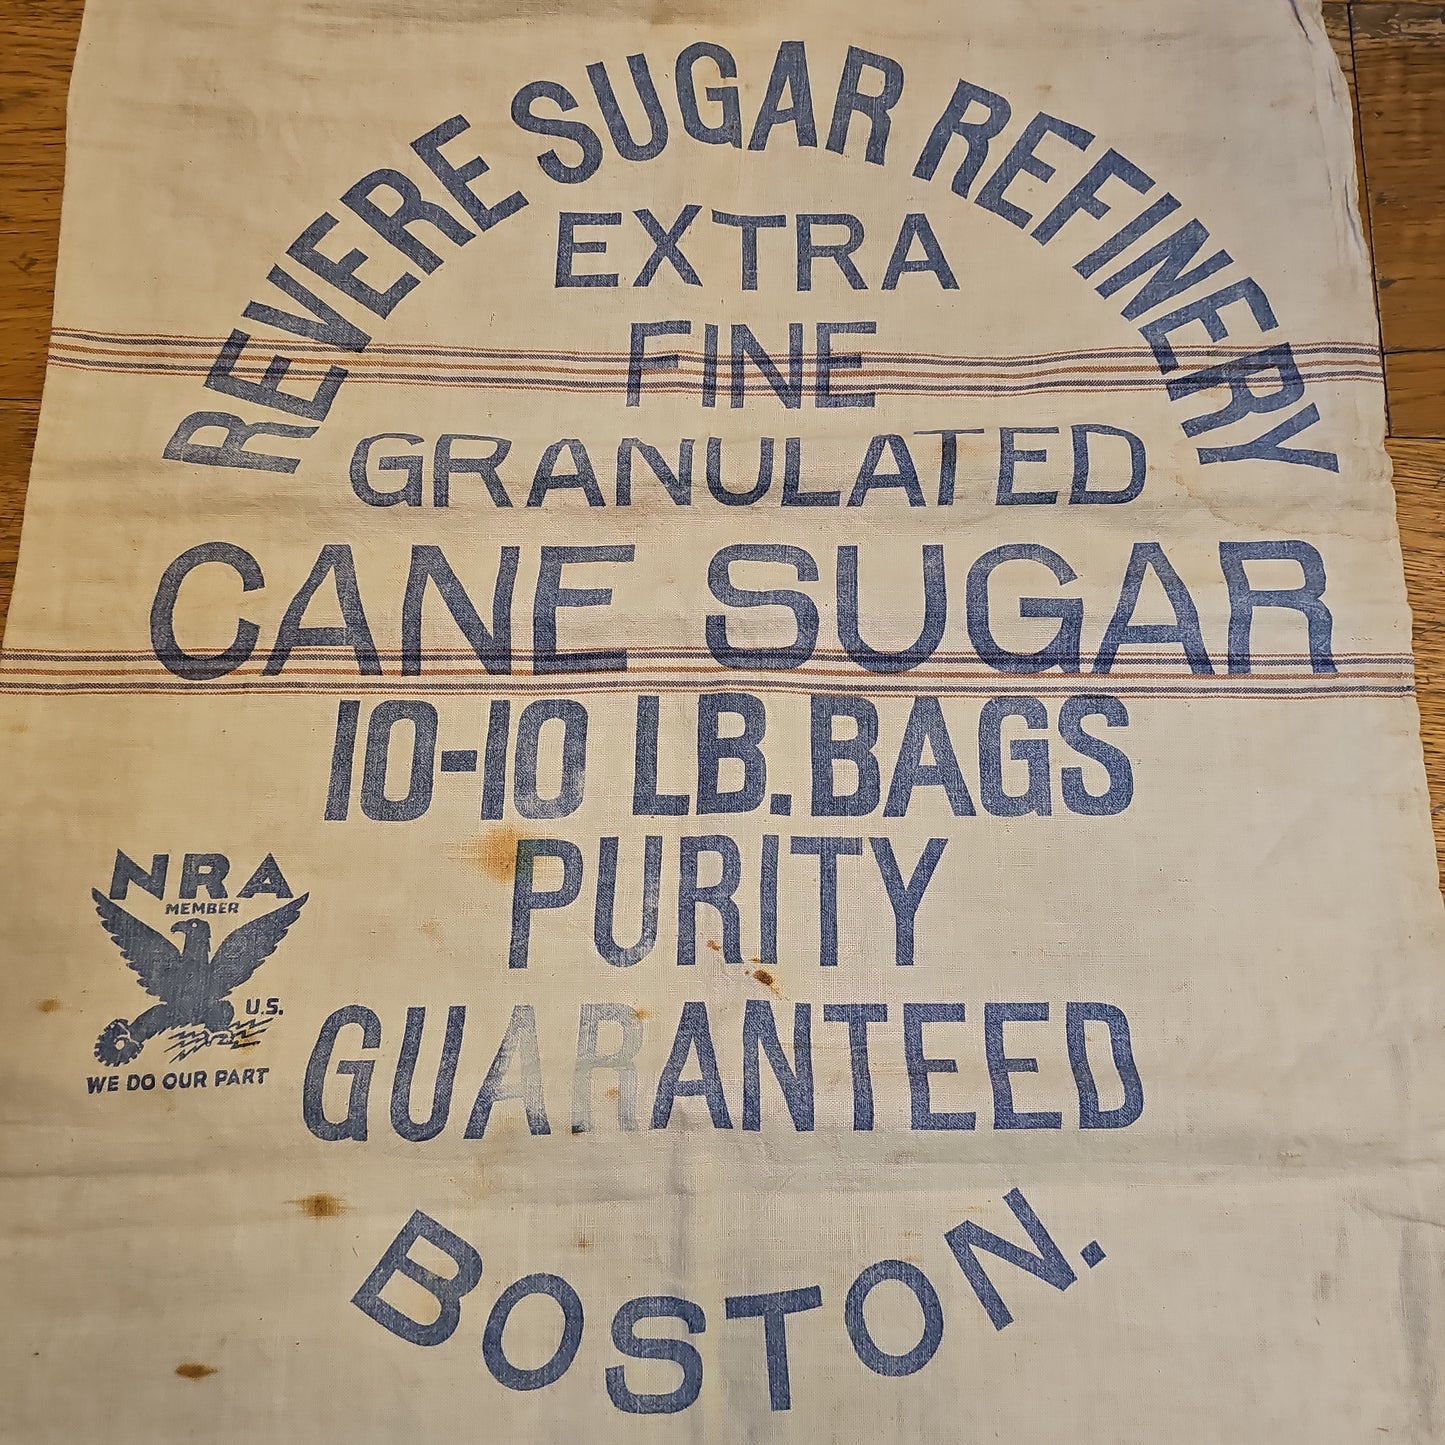 REVERE SUGAR REFINERY
EXTRA
FINE
GRANULATED
CANE SUGAR
10-10 LB. BAGS
PURITY
GUARANTEED
BOSTON.
NRA
MEMBER
U.S.
WE DO OUR PART